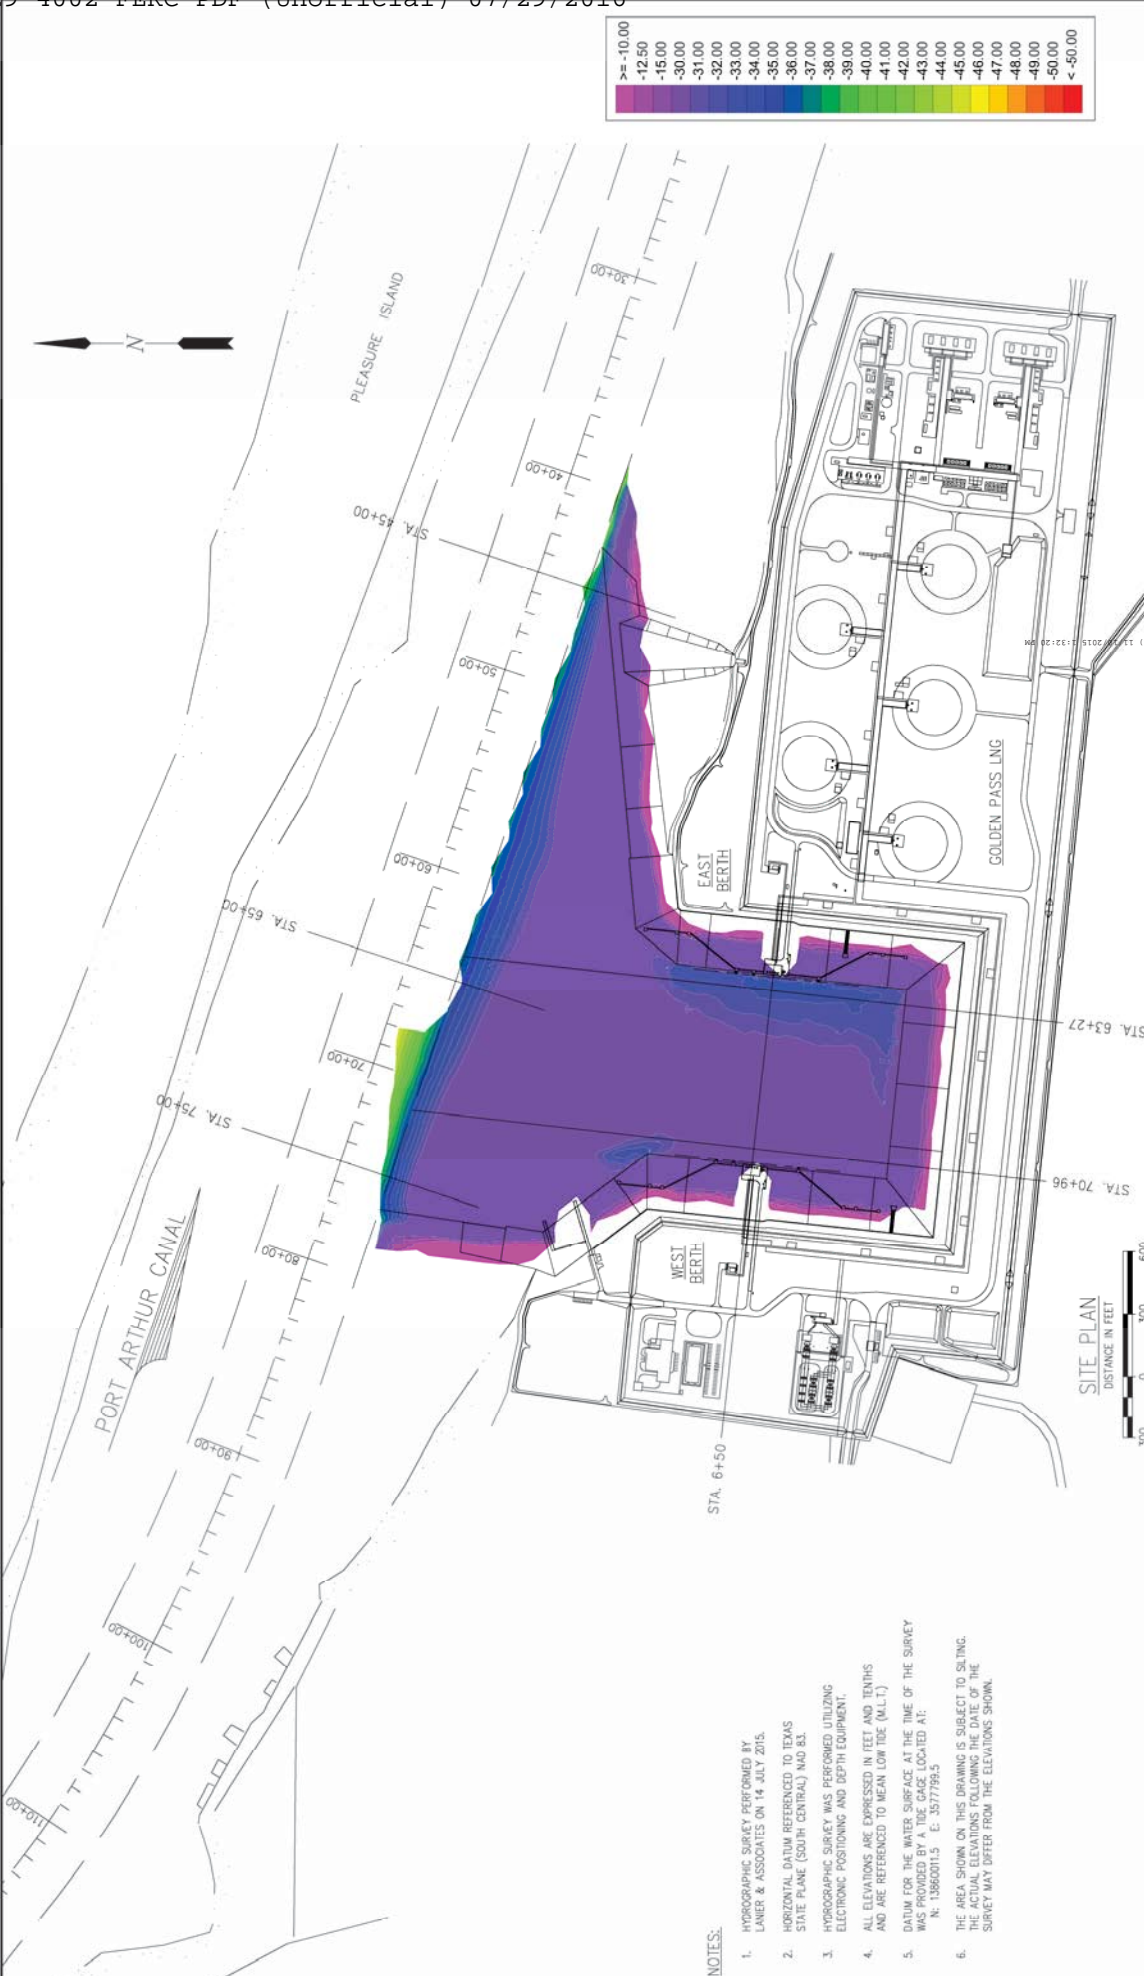 4002 FERC PDF (Unofficial) 07/29/2016
>= -10.00
-12.50
-15.00
-30.00
-31.00
-32.00
-33.00
-34.00
-35.00
-36.00
-37.00
-38.00
-39.00
-40.00
-41.00
-42.00
-43.00
-44.00
-45.00
-46.00
-47.00
-48.00
-49.00
-50.00
< -50.00
N
PLEASURE ISLAND
PORT ARTHUR CANAL
30+00
40+00
50+00
60+00
70+00
80+00
90+00
100+00
110+00
STA. 45+00
STA. 65+00
STA. 75+00
EAST
BERTH
WEST
BERTH
GOLDEN PASS LNG
STA. 63+27
STA. 70+96
STA. 6+50
SITE PLAN
DISTANCE IN FEET
300
0
300
600
NOTES:
1. HYDROGRAPHIC SURVEY PERFORMED BY
LANIER & ASSOCIATES ON 14 JULY 2015.
2. HORIZONTAL DATUM REFERENCED TO TEXAS
STATE PLANE (SOUTH CENTRAL) NAD 83.
3. HYDROGRAPHIC SURVEY WAS PERFORMED UTILIZING
ELECTRONIC POSITIONING AND DEPTH EQUIPMENT.
4. ALL ELEVATIONS ARE EXPRESSED IN FEET AND TENTHS
AND ARE REFERENCED TO MEAN LOW TIDE (M.L.T.)
5. DATUM FOR THE WATER SURFACE AT THE TIME OF THE SURVEY
WAS PROVIDED BY A TIDE GAGE LOCATED AT:
N: 13860011.5 E: 3577799.5
6. THE AREA SHOWN ON THIS DRAWING IS SUBJECT TO SILTING.
THE ACTUAL ELEVATIONS FOLLOWING THE DATE OF THE
SURVEY MAY DIFFER FROM THE ELEVATIONS SHOWN.